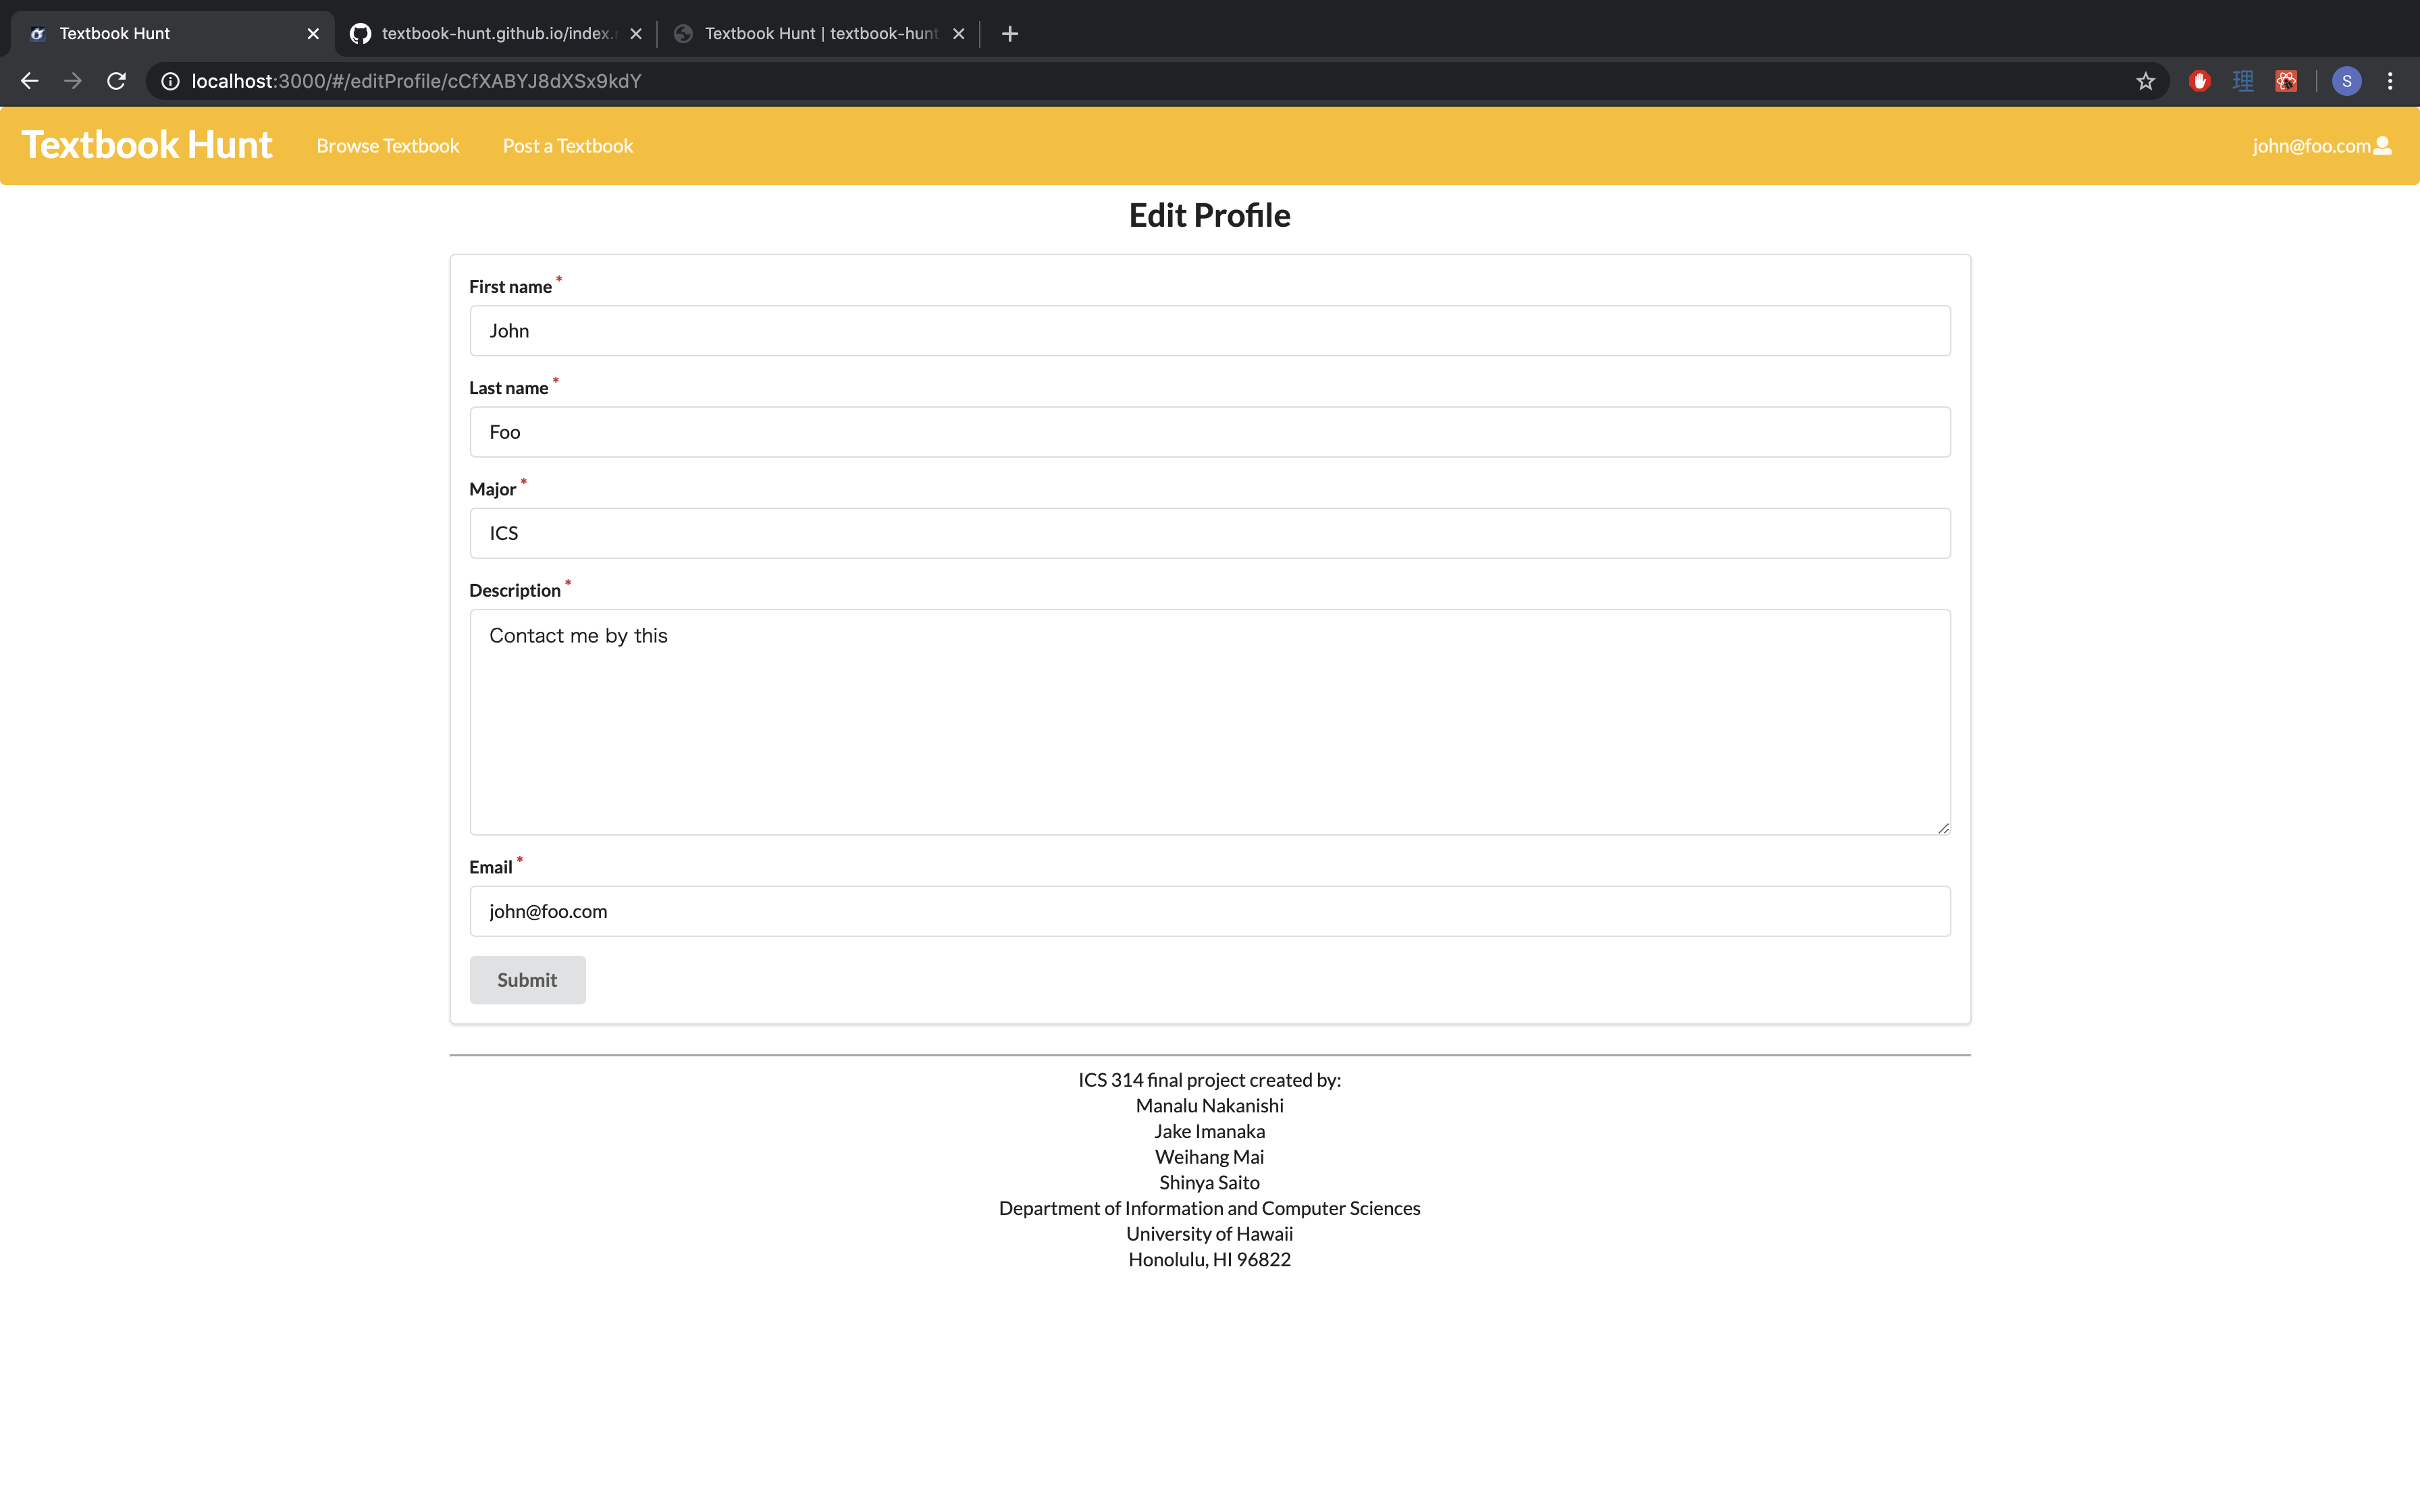 Textbook Hunt
textbook-hunt.github.io/index.
Textbook Hunt | textbook-hunt
localhost:3000/#/editProfile/cCfXABYJ8dXSx9kdY
理
S
Textbook Hunt
Browse Textbook
Post a Textbook
john@foo.com
Edit Profile
First name *
John
Last name *
Foo
Major *
ICS
Description *
Contact me by this
Email *
john@foo.com
Submit
ICS 314 final project created by:
Manalu Nakanishi
Jake Imanaka
Weihang Mai
Shinya Saito
Department of Information and Computer Sciences
University of Hawaii
Honolulu, HI 96822